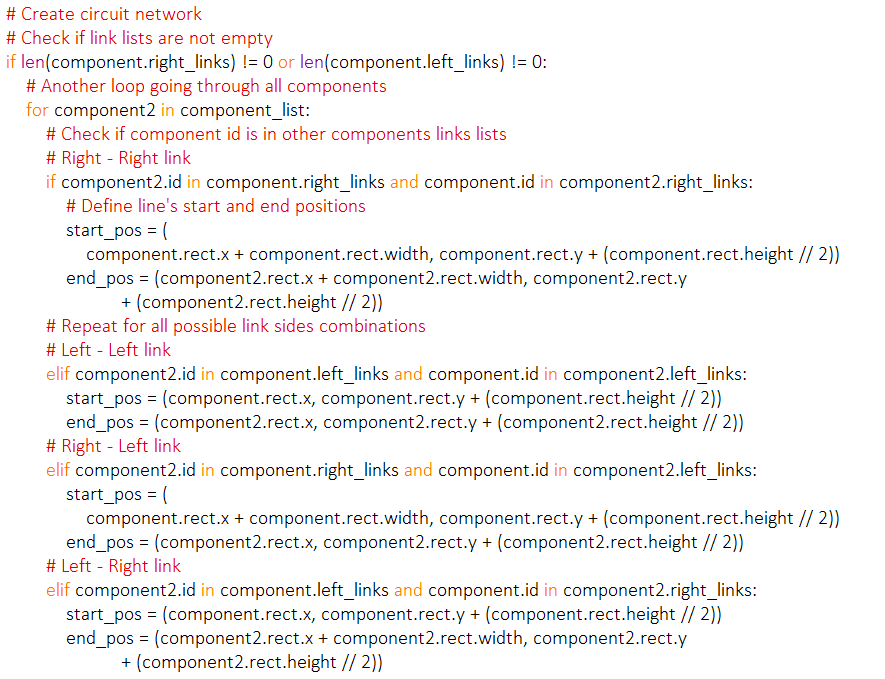 # Create circuit network
# Check if link lists are not empty
if len(component.right_links) != 0 or len(component.left_links) != 0:
    # Another loop going through all components
    for component2 in component_list:
        # Check if component id is in other components links lists
        # Right - Right link
        if component2.id in component.right_links and component.id in component2.right_links:
            # Define line's start and end positions
            start_pos = (
                component.rect.x + component.rect.width, component.rect.y + (component.rect.height // 2))
            end_pos = (component2.rect.x + component2.rect.width, component2.rect.y
                       + (component2.rect.height // 2))
        # Repeat for all possible link sides combinations
        # Left - Left link
        elif component2.id in component.left_links and component.id in component2.left_links:
            start_pos = (component.rect.x, component.rect.y + (component.rect.height // 2))
            end_pos = (component2.rect.x, component2.rect.y + (component2.rect.height // 2))
        # Right - Left link
        elif component2.id in component.right_links and component.id in component2.left_links:
            start_pos = (
                component.rect.x + component.rect.width, component.rect.y + (component.rect.height // 2))
            end_pos = (component2.rect.x, component2.rect.y + (component2.rect.height // 2))
        # Left - Right link
        elif component2.id in component.left_links and component.id in component2.right_links:
            start_pos = (component.rect.x, component.rect.y + (component.rect.height // 2))
            end_pos = (component2.rect.x + component2.rect.width, component2.rect.y
                       + (component2.rect.height // 2))